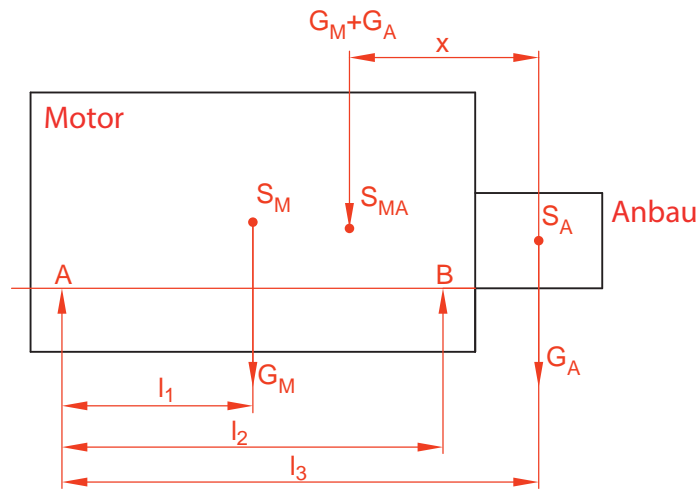 G_M+G_A
x
Motor
S_M
S_MA
S_A
Anbau
A
B
G_M
G_A
l_1
l_2
l_3